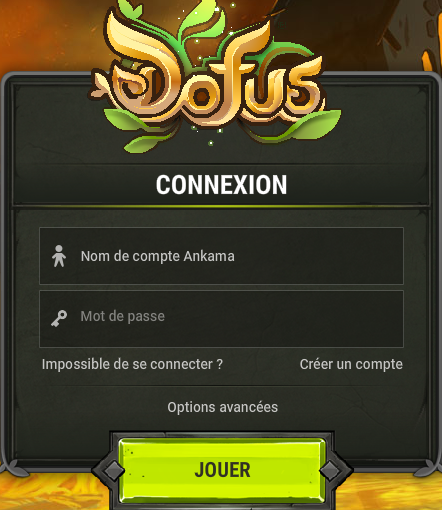 Dofus
CONNEXION
Nom de compte Ankama
Mot de passe
Impossible de se connecter ? Créer un compte
Options avancées
JOUER